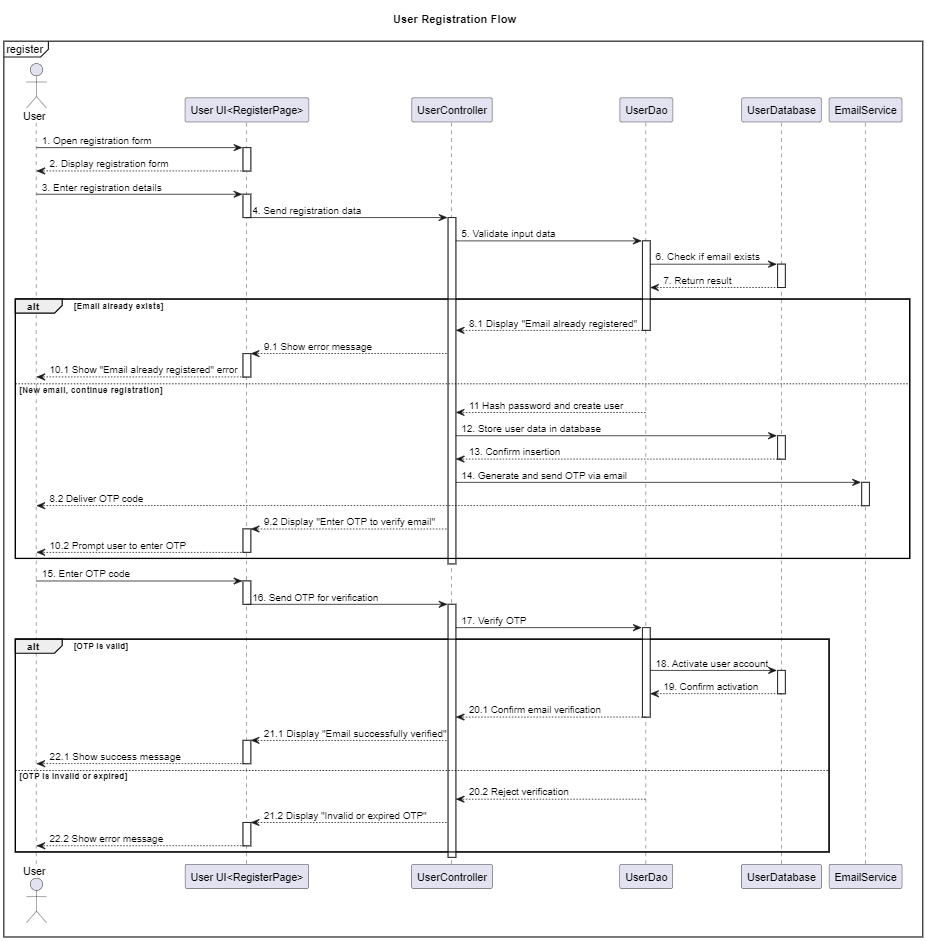 User Registration Flow
register
User
User UI<RegisterPage>
UserController
UserDao
UserDatabase
EmailService
1. Open registration form
2. Display registration form
3. Enter registration details
4. Send registration data
5. Validate input data
6. Check if email exists
7. Return result
alt
[Email already exists]
8.1 Display "Email already registered"
9.1 Show error message
10.1 Show "Email already registered" error
[New email, continue registration]
11 Hash password and create user
12. Store user data in database
13. Confirm insertion
14. Generate and send OTP via email
8.2 Deliver OTP code
9.2 Display "Enter OTP to verify email"
10.2 Prompt user to enter OTP
15. Enter OTP code
16. Send OTP for verification
17. Verify OTP
alt
[OTP is valid]
18. Activate user account
19. Confirm activation
20.1 Confirm email verification
21.1 Display "Email successfully verified"
22.1 Show success message
[OTP is invalid or expired]
20.2 Reject verification
21.2 Display "Invalid or expired OTP"
22.2 Show error message
User
User UI<RegisterPage>
UserController
UserDao
UserDatabase
EmailService